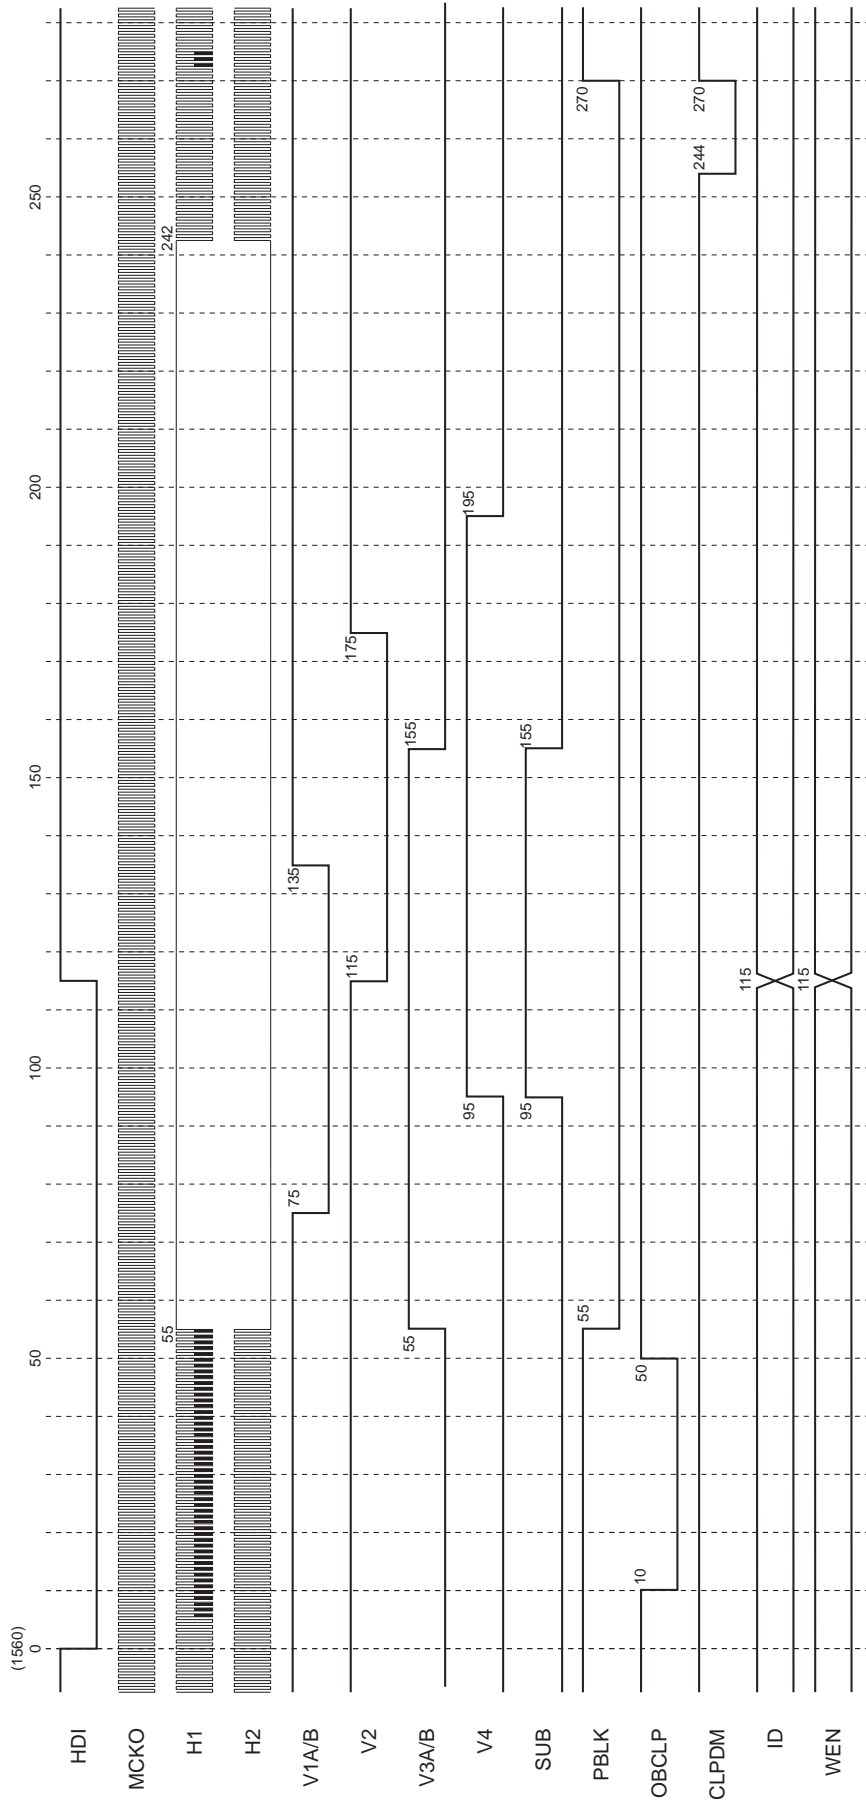 (1560)
0 50 100 150 200 250
HDI
MCKO
H1 55 242
H2
V1A/B 75 135
V2 115 175
V3A/B 55 155
V4 95 195
SUB 95 155
PBLK 55 270
OBCLP 10 50
CLPDM 244 270
ID 115
WEN 115